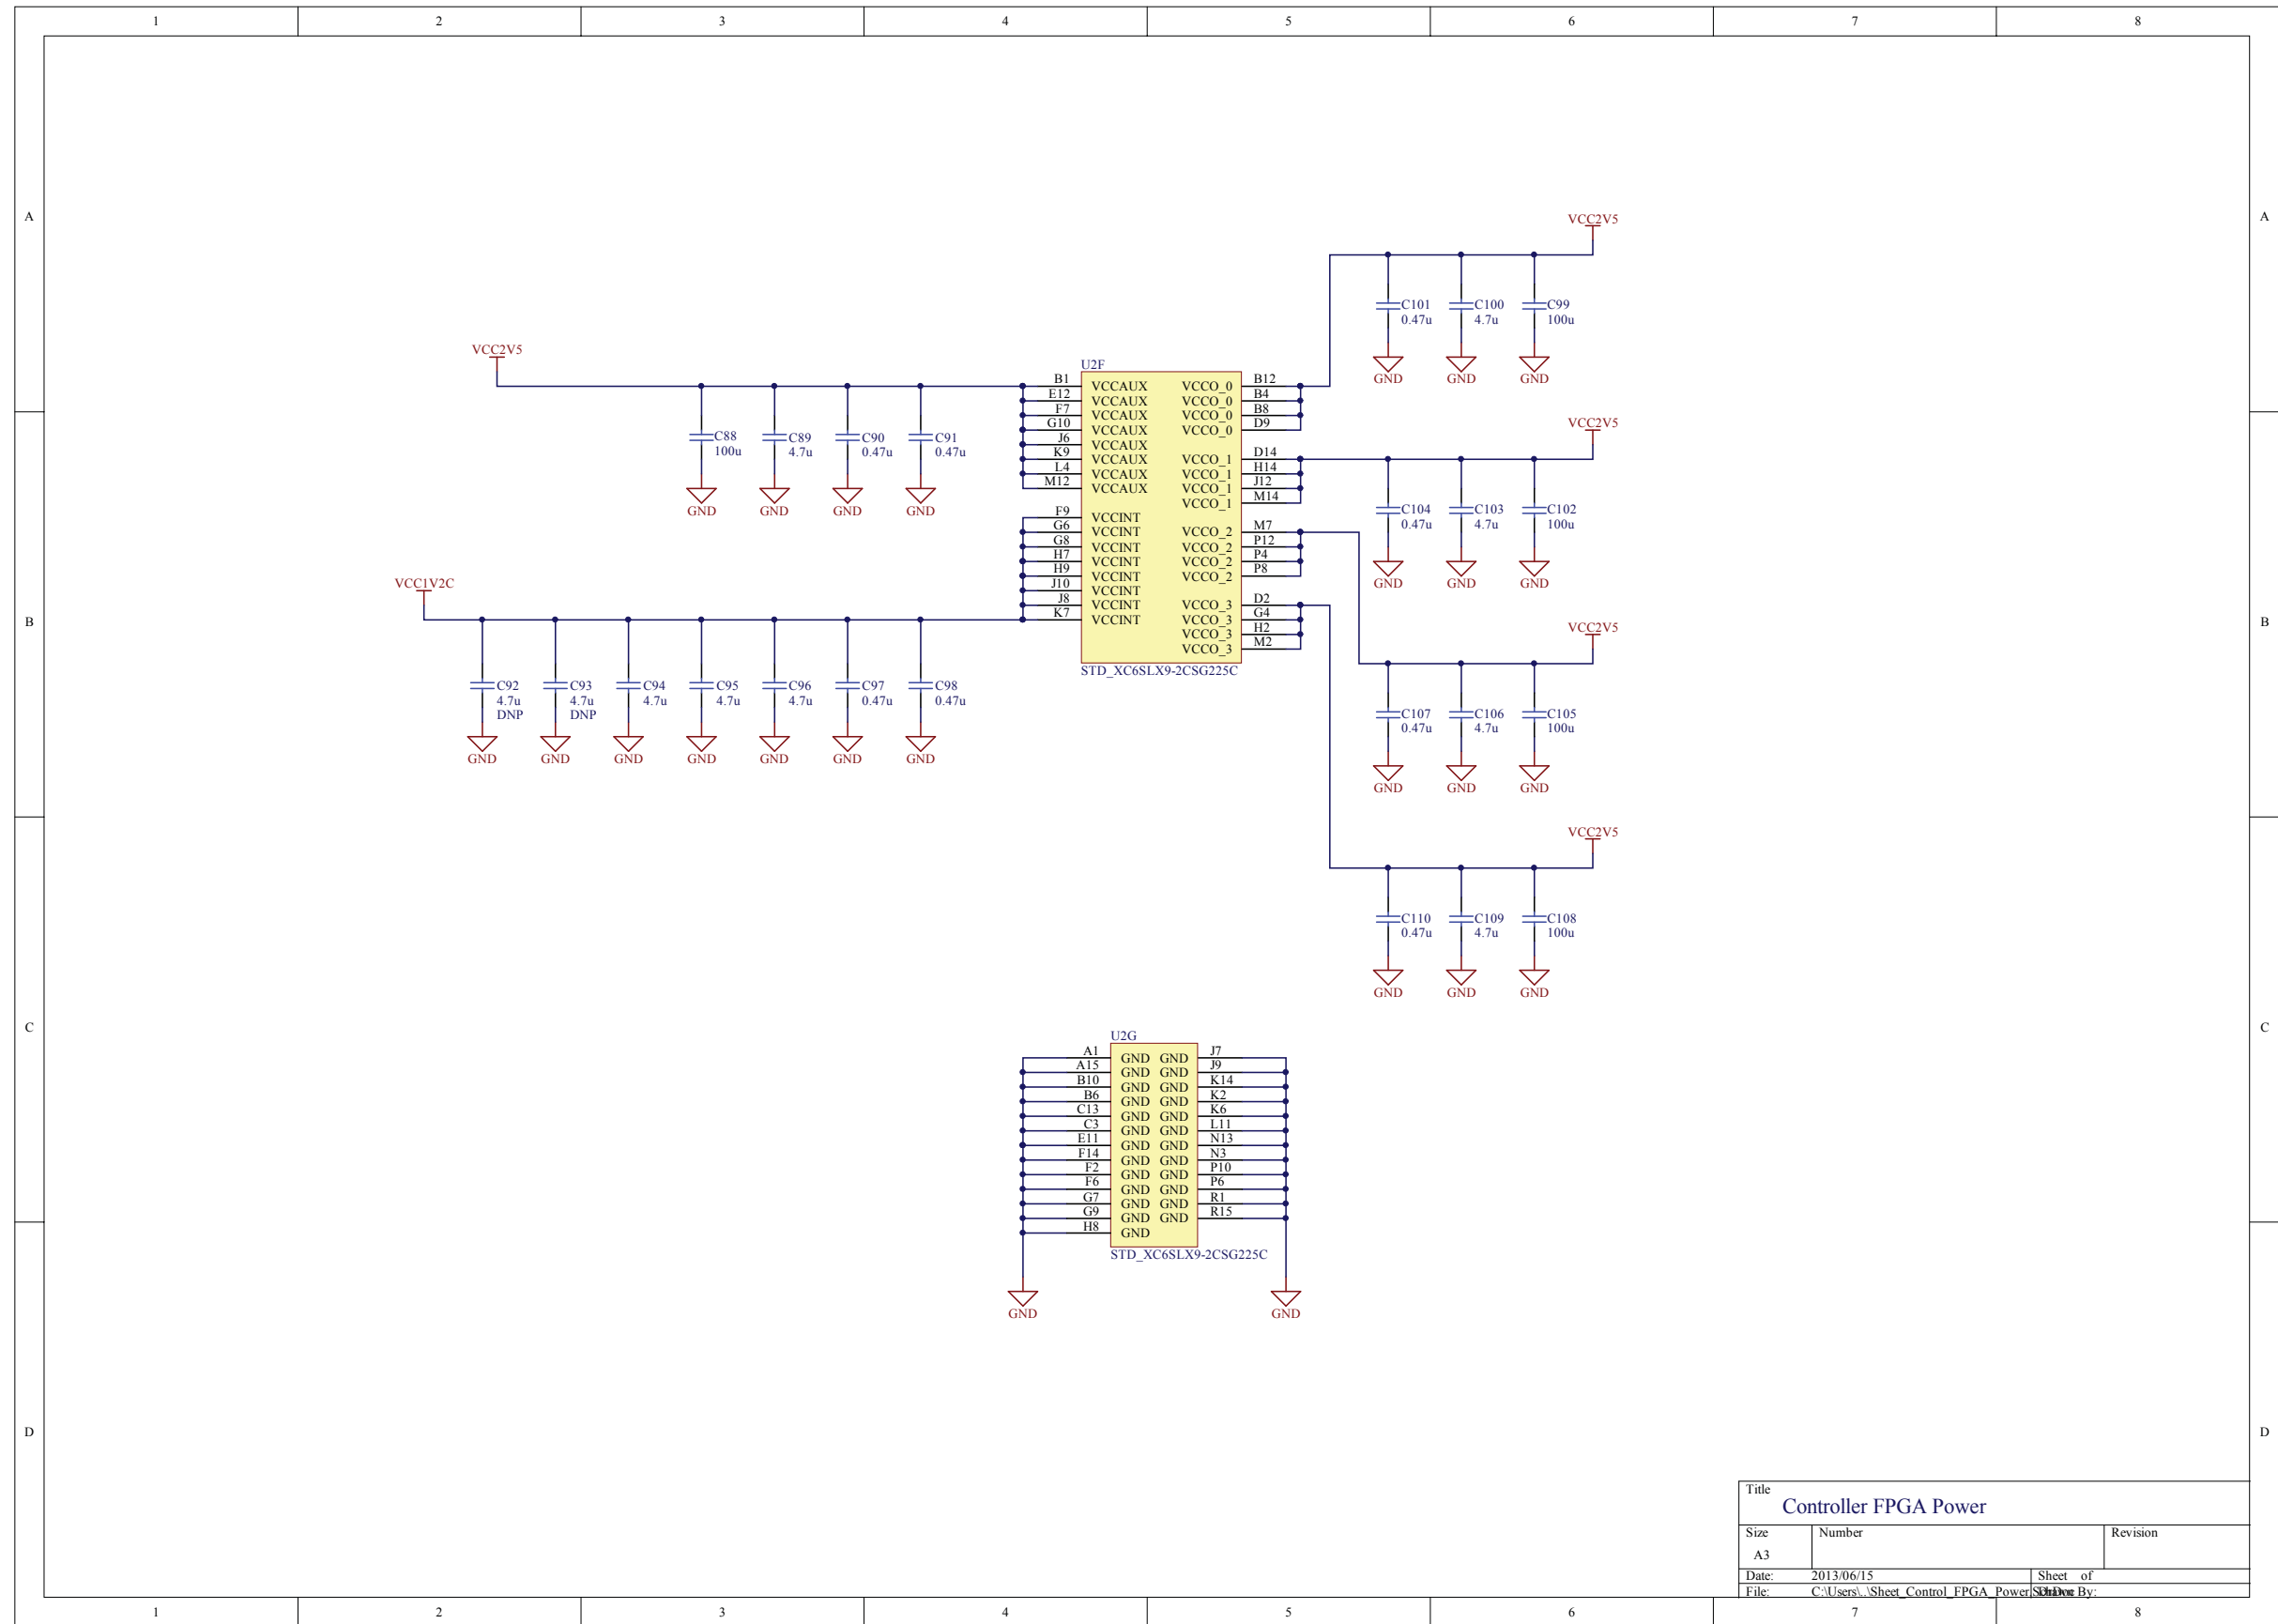 1 2 3 4 5 6 7 8
A A
VCC2V5
C101 C100 C99
0.47u 4.7u 100u
GND GND GND
VCC2V5
C88 C89 C90 C91
100u 4.7u 0.47u 0.47u
GND GND GND GND
U2F
B1 VCCAUX VCCO_0 B12
E12 VCCAUX VCCO_0 B4
F7 VCCAUX VCCO_0 B8
G10 VCCAUX VCCO_0 D9
J6 VCCAUX
K9 VCCAUX VCCO_1 D14
L4 VCCAUX VCCO_1 H14
M12 VCCAUX VCCO_1 J12
VCCO_1 M14
F9 VCCINT
G6 VCCINT VCCO_2 M7
G8 VCCINT VCCO_2 P12
H7 VCCINT VCCO_2 P4
H9 VCCINT VCCO_2 P8
J10 VCCINT
J8 VCCINT VCCO_3 D2
K7 VCCINT VCCO_3 G4
VCCO_3 H2
VCCO_3 M2
STD_XC6SLX9-2CSG225C
VCC2V5
C104 C103 C102
0.47u 4.7u 100u
GND GND GND
VCC1V2C
B B
C92 C93 C94 C95 C96 C97 C98
4.7u 4.7u 4.7u 4.7u 4.7u 0.47u 0.47u
DNP DNP
GND GND GND GND GND GND GND
VCC2V5
C107 C106 C105
0.47u 4.7u 100u
GND GND GND
VCC2V5
C110 C109 C108
0.47u 4.7u 100u
GND GND GND
C C
U2G
A1 GND GND J7
A15 GND GND J9
B10 GND GND K14
B6 GND GND K2
C13 GND GND K6
C3 GND GND L11
E11 GND GND N13
F14 GND GND N3
F2 GND GND P10
F6 GND GND P6
G7 GND GND R1
G9 GND GND R15
H8 GND
STD_XC6SLX9-2CSG225C
GND GND
D D
Title
Controller FPGA Power
Size Number Revision
A3
Date: 2013/06/15 Sheet of
File: C:\Users\..\Sheet_Control_FPGA_Power.SchDoc Drawn By:
1 2 3 4 5 6 7 8